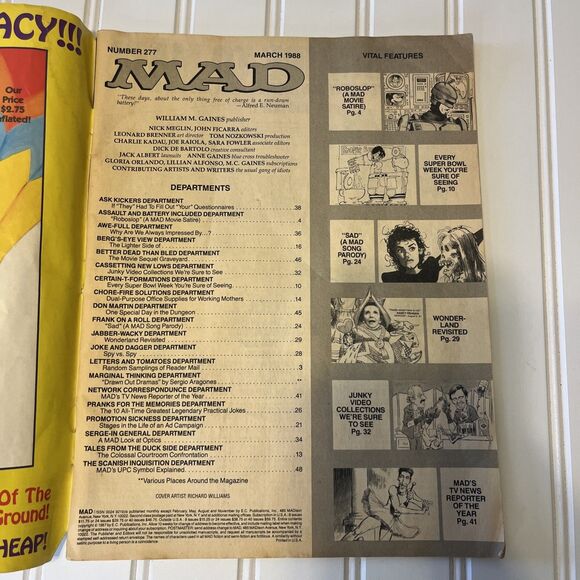 ACY!!!
Our
Price
$2.75
nflated!
Of The
Ground!
HEAP!
NUMBER 277
MARCH 1988
MAD
"These days, about the only thing free of charge is a run-down
battery!"
—Alfred E. Neuman
WILLIAM M. GAINES publisher
NICK MEGLIN, JOHN FICARRA editors
LEONARD BRENNER art director TOM NOZKOWSKI production
CHARLIE KADAU, JOE RAIOLA, SARA FOWLER associate editors
DICK DE BARTOLO creative consultant
JACK ALBERT lawsuits ANNE GAINES blue cross troubleshooter
GLORIA ORLANDO, LILLIAN ALFONSO, M.C. GAINES subscriptions
CONTRIBUTING ARTISTS AND WRITERS the usual gang of idiots
DEPARTMENTS
ASK KICKERS DEPARTMENT
If "They" Had To Fill Out "Your" Questionnaires 38
ASSAULT AND BATTERY INCLUDED DEPARTMENT
"Roboslop" (A MAD Movie Satire) 4
AWE-FULL DEPARTMENT
Why Are We Always Impressed By...? 36
BERG'S-EYE VIEW DEPARTMENT
The Lighter Side of 16
BETTER DEAD THAN BLED DEPARTMENT
The Movie Sequel Graveyard 46
CASSETTING NEW LOWS DEPARTMENT
Junky Video Collections We're Sure to See 32
CERTAIN-T-FORMATIONS DEPARTMENT
Every Super Bowl Week You're Sure of Seeing 10
CHORE-FIRE SOLUTIONS DEPARTMENT
Dual-Purpose Office Supplies for Working Mothers 14
DON MARTIN DEPARTMENT
One Special Day in the Dungeon 45
FRANK ON A ROLL DEPARTMENT
"Sad" (A MAD Song Parody) 24
JABBER-WACKY DEPARTMENT
Wonderland Revisited 29
JOKE AND DAGGER DEPARTMENT
Spy vs. Spy 28
LETTERS AND TOMATOES DEPARTMENT
Random Samplings of Reader Mail 3
MARGINAL THINKING DEPARTMENT
"Drawn Out Dramas" by Sergio Aragones **
NETWORK CORRESPONDUNCE DEPARTMENT
MAD's TV News Reporter of the Year 41
PRANKS FOR THE MEMORIES DEPARTMENT
The 10 All-Time Greatest Legendary Practical Jokes 26
PROMOTION SICKNESS DEPARTMENT
Stages in the Life of an Ad Campaign 21
SERGE-IN GENERAL DEPARTMENT
A MAD Look at Optics 34
TALES FROM THE DUCK SIDE DEPARTMENT
The Colossal Courtroom Confrontation 13
THE SCANISH INQUISITION DEPARTMENT
MAD's UPC Symbol Explained 48
**Various Places Around the Magazine
COVER ARTIST: RICHARD WILLIAMS
VITAL FEATURES
"ROBOSLOP"
(A MAD
MOVIE
SATIRE)
Pg. 4
EVERY
SUPER BOWL
WEEK YOU'RE
SURE OF
SEEING
Pg. 10
"SAD"
(A MAD
SONG
PARODY)
Pg. 24
WONDER-
LAND
REVISITED
Pg. 29
JUNKY
VIDEO
COLLECTIONS
WE'RE SURE
TO SEE
Pg. 32
MAD'S
TV NEWS
REPORTER
OF THE
YEAR
Pg. 41